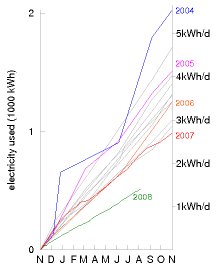 2
1
0
electricity used (1000 kWh)
N D J F M A M J J A S O N
2004
5kWh/d
2005
4kWh/d
2006
3kWh/d
2007
2kWh/d
2008
1kWh/d